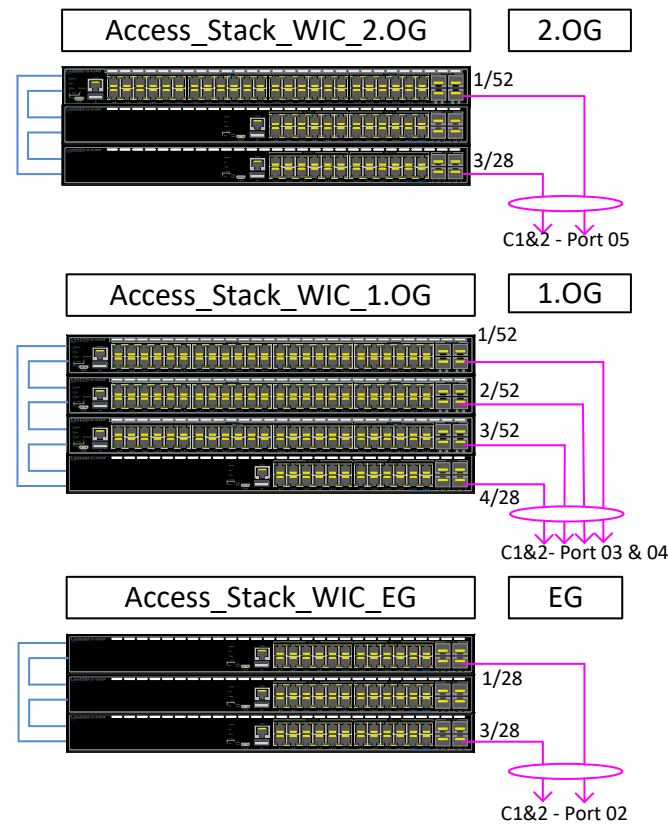 Access_Stack_WIC_2.OG
2.OG
1/52
3/28
C1&2 - Port 05
Access_Stack_WIC_1.OG
1.OG
1/52
2/52
3/52
4/28
C1&2- Port 03 & 04
Access_Stack_WIC_EG
EG
1/28
3/28
C1&2 - Port 02